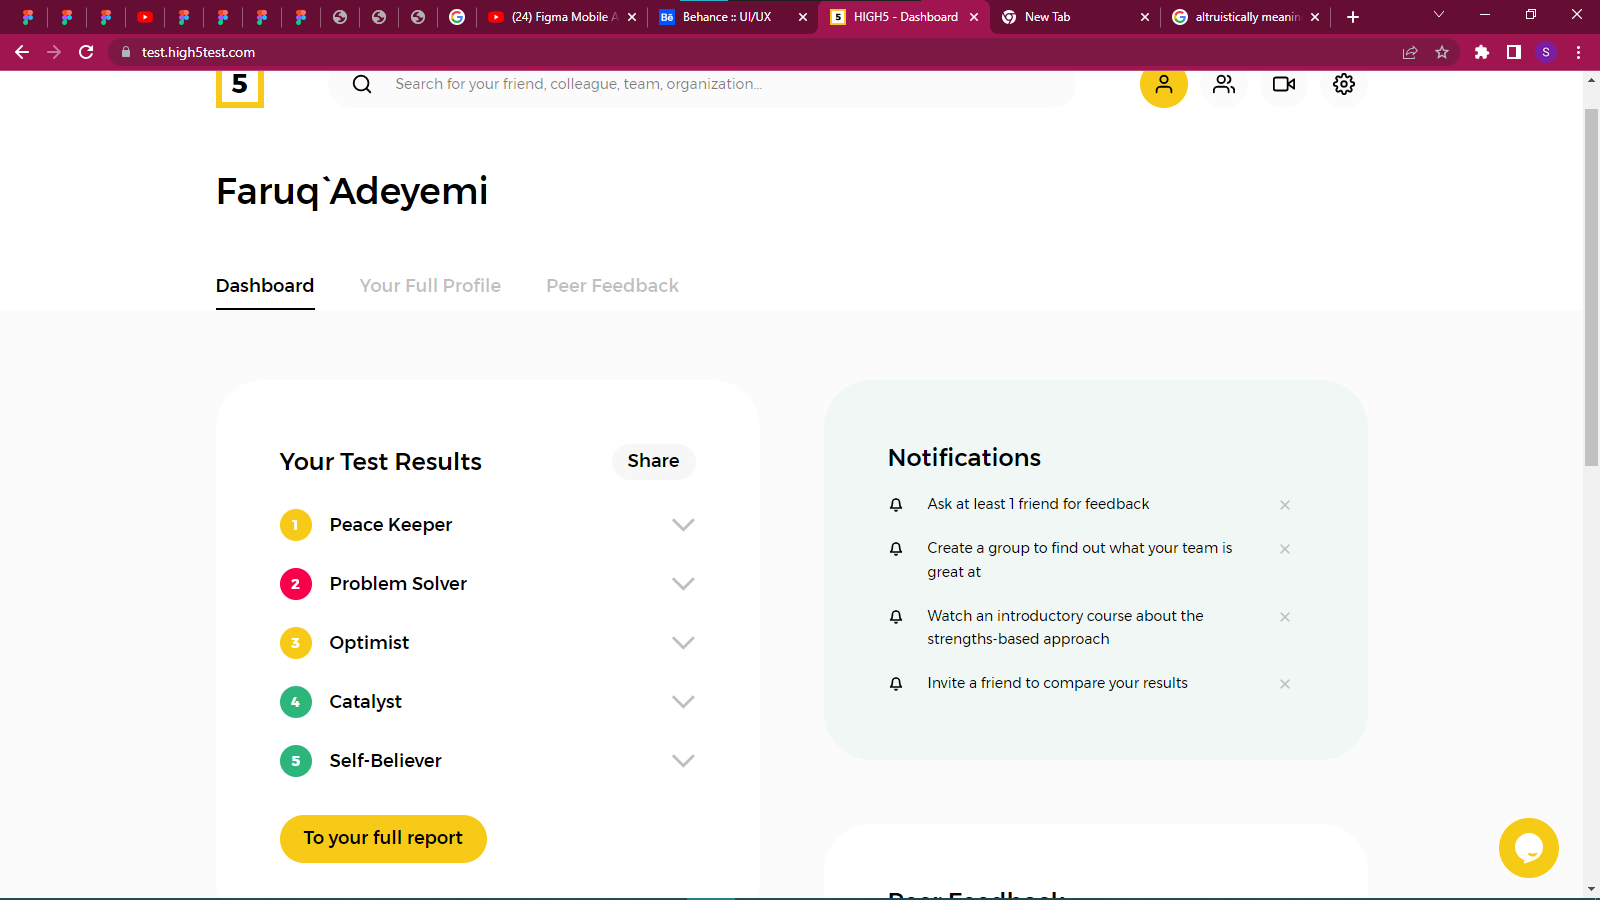 (24) Figma Mobile A
Behance :: UI/UX
5 HIGH5 - Dashboard
New Tab
altruistically meanin
test.high5test.com
S
5
Search for your friend, colleague, team, organization...
Faruq`Adeyemi
Dashboard
Your Full Profile
Peer Feedback
Your Test Results
Share
1 Peace Keeper
2 Problem Solver
3 Optimist
4 Catalyst
5 Self-Believer
To your full report
Notifications
Ask at least 1 friend for feedback
Create a group to find out what your team is
great at
Watch an introductory course about the
strengths-based approach
Invite a friend to compare your results
Peer Feedback